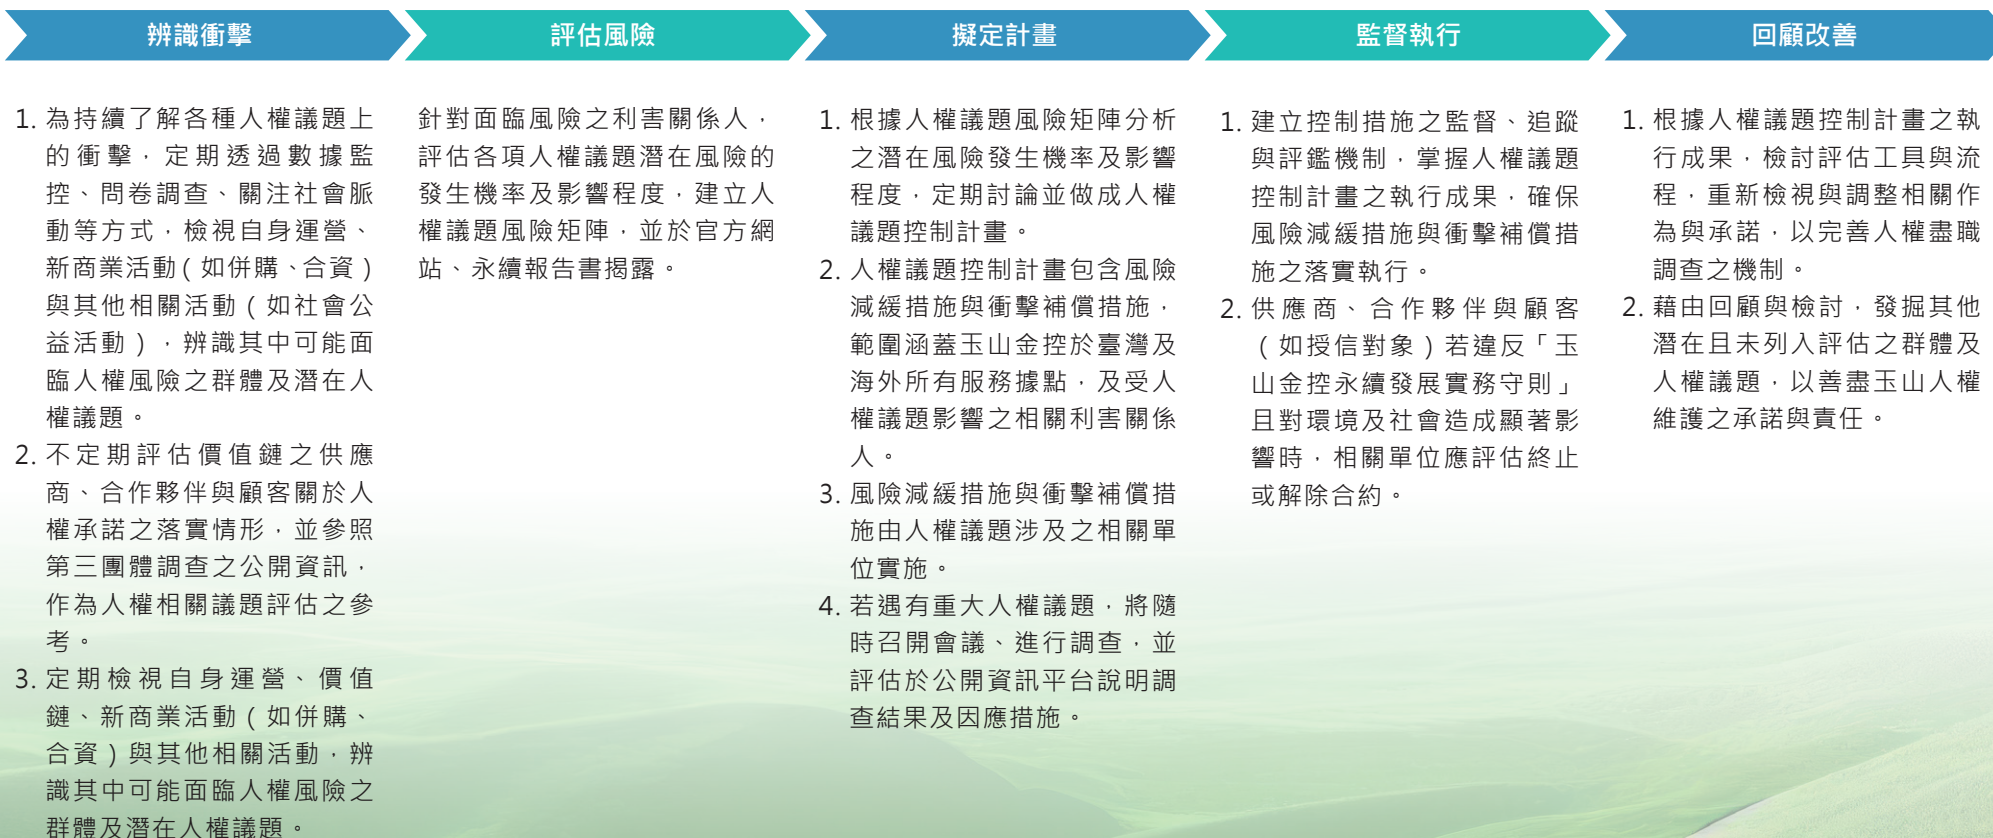 辨識衝擊
評估風險
擬定計畫
監督執行
回顧改善
1. 為持續了解各種人權議題上
的衝擊，定期透過數據監
控、問卷調查、關注社會脈
動等方式，檢視自身運營、
新商業活動（如併購、合資）
與其他相關活動（如社會公
益活動），辨識其中可能面
臨人權風險之群體及潛在人
權議題。
2. 不定期評估價值鏈之供應
商、合作夥伴與顧客關於人
權承諾之落實情形，並參照
第三團體調查之公開資訊，
作為人權相關議題評估之參
考。
3. 定期檢視自身運營、價值
鏈、新商業活動（如併購、
合資）與其他相關活動，辨
識其中可能面臨人權風險之
群體及潛在人權議題。
針對面臨風險之利害關係人，
評估各項人權議題潛在風險的
發生機率及影響程度，建立人
權議題風險矩陣，並於官方網
站、永續報告書揭露。
1. 根據人權議題風險矩陣分析
之潛在風險發生機率及影響
程度，定期討論並做成人權
議題控制計畫。
2. 人權議題控制計畫包含風險
減緩措施與衝擊補償措施，
範圍涵蓋玉山金控於臺灣及
海外所有服務據點，及受人
權議題影響之相關利害關係
人。
3. 風險減緩措施與衝擊補償措
施由人權議題涉及之相關單
位實施。
4. 若遇有重大人權議題，將隨
時召開會議、進行調查，並
評估於公開資訊平台說明調
查結果及因應措施。
1. 建立控制措施之監督、追蹤
與評鑑機制，掌握人權議題
控制計畫之執行成果，確保
風險減緩措施與衝擊補償措
施之落實執行。
2. 供應商、合作夥伴與顧客
（如授信對象）若違反「玉
山金控永續發展實務守則」
且對環境及社會造成顯著影
響時，相關單位應評估終止
或解除合約。
1. 根據人權議題控制計畫之執
行成果，檢討評估工具與流
程，重新檢視與調整相關作
為與承諾，以完善人權盡職
調查之機制。
2. 藉由回顧與檢討，發掘其他
潛在且未列入評估之群體及
人權議題，以善盡玉山人權
維護之承諾與責任。